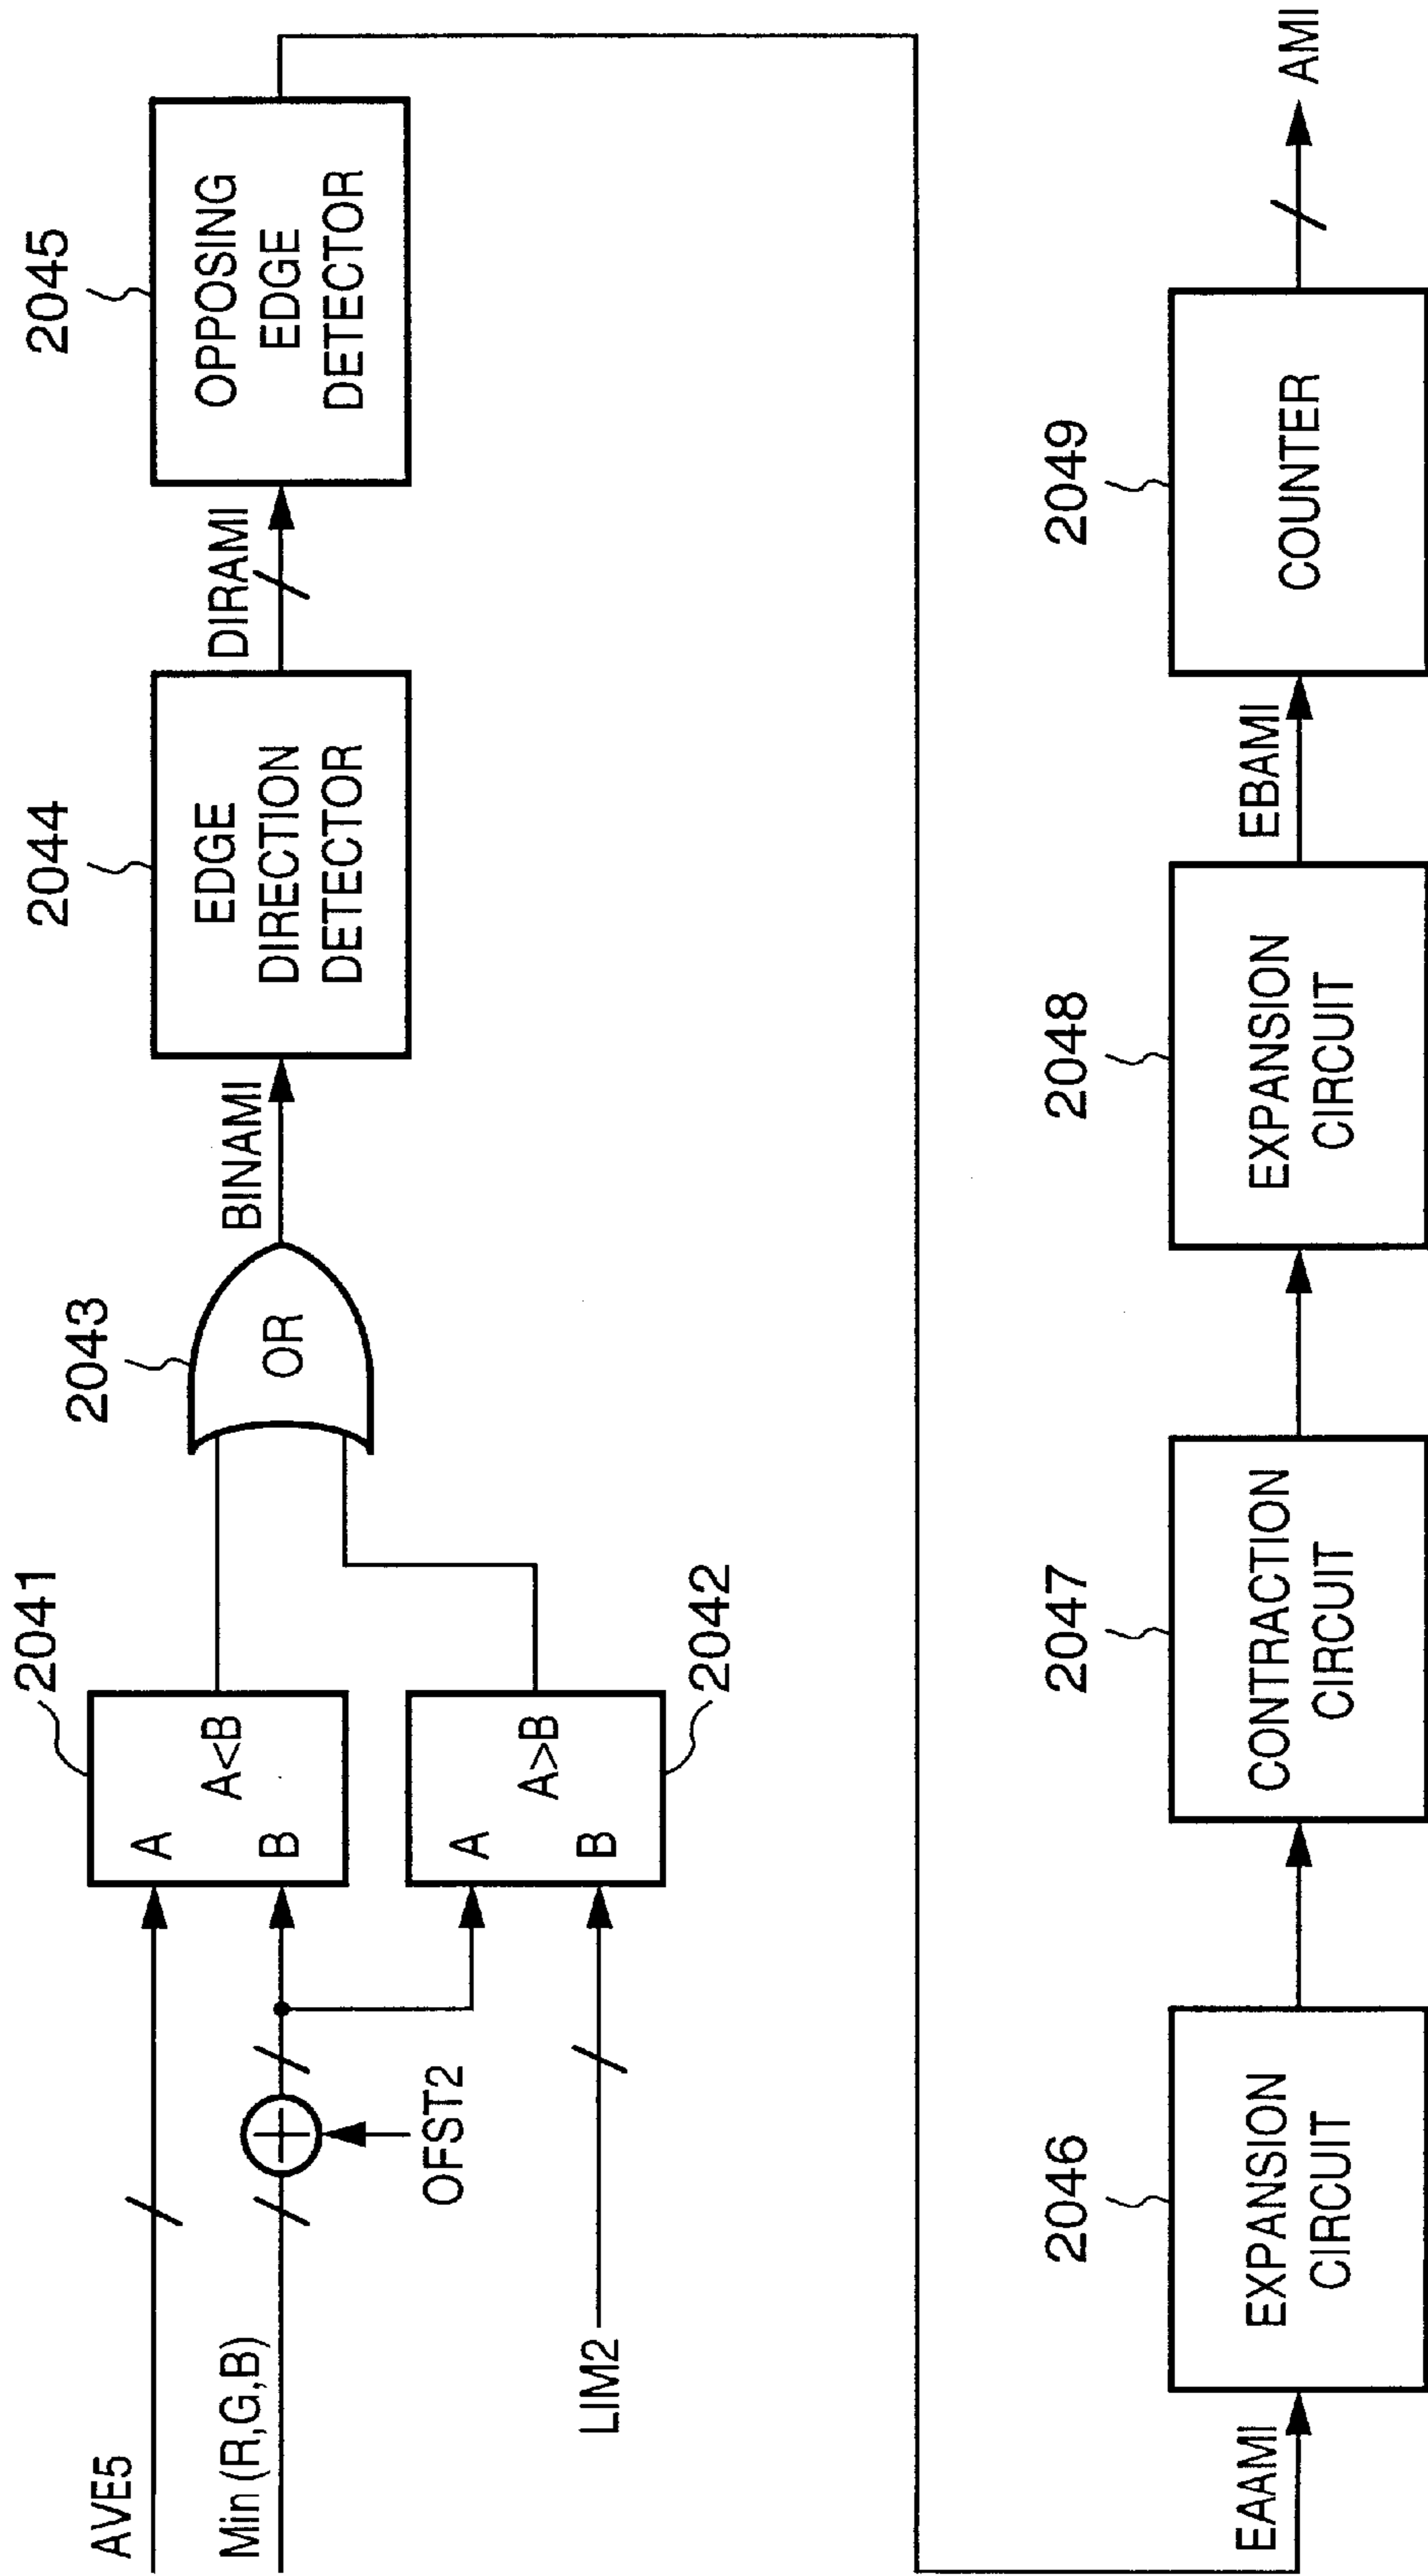 2041
2043
2044
2045
AVE5
A
A<B
B
OR
BINAMI
EDGE
DIRECTION
DETECTOR
DIRAMI
OPPOSING
EDGE
DETECTOR
Min (R,G,B)
OFST2
A
A>B
B
2042
LIM2
2046
2047
2048
2049
EAAMI
EXPANSION
CIRCUIT
CONTRACTION
CIRCUIT
EXPANSION
CIRCUIT
EBAMI
COUNTER
AMI